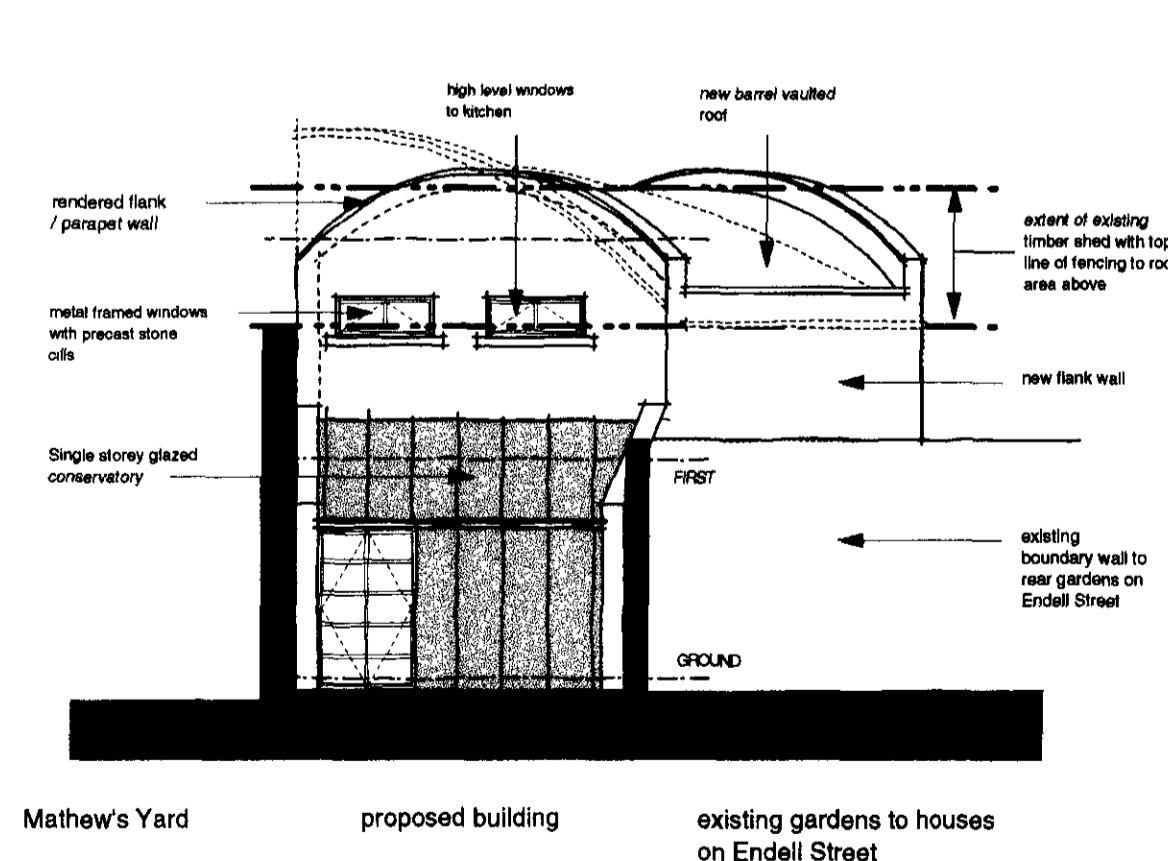 high level windows
to kitchen
new barrel vaulted
roof
rendered flank
/ parapet wall
extent of existing
timber shed with top
line of fencing to roo
area above
metal framed windows
with precast stone
cills
new flank wall
Single storey glazed
conservatory
FIRST
existing
boundary wall to
rear gardens on
Endell Street
GROUND
Mathew's Yard
proposed building
existing gardens to houses
on Endell Street